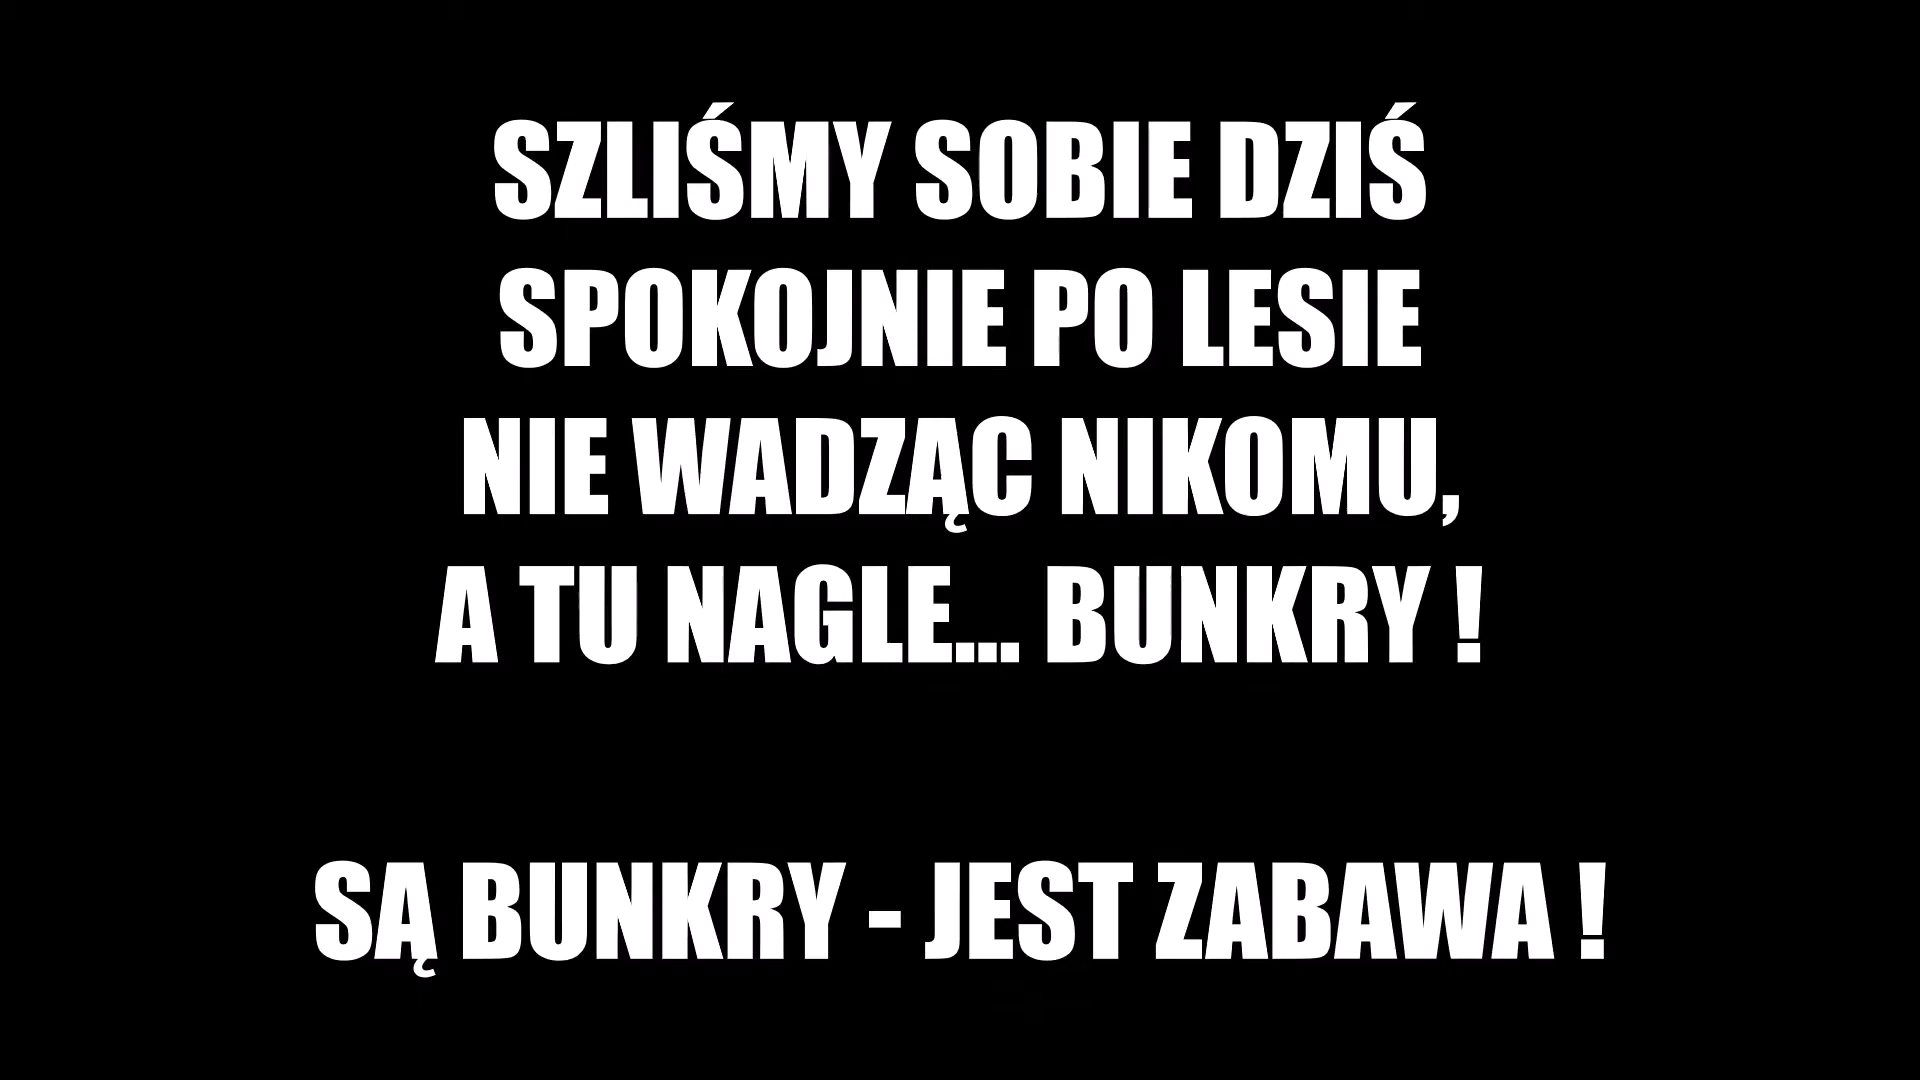 SZLIŚMY SOBIE DZIŚ
SPOKOJNIE PO LESIE
NIE WADZĄC NIKOMU,
A TU NAGLE... BUNKRY !
SĄ BUNKRY - JEST ZABAWA !